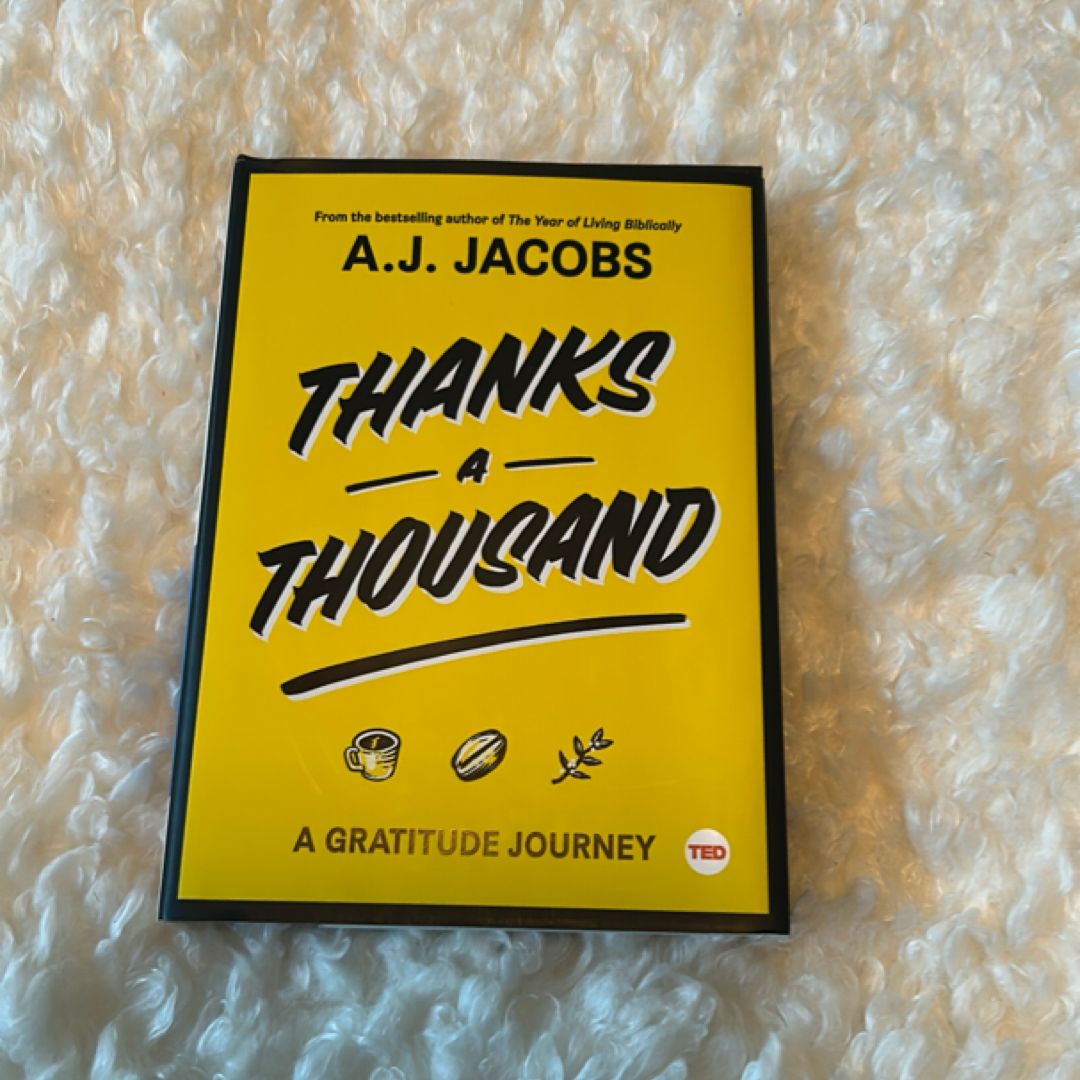 From the bestselling author of The Year of Living Biblically
A.J. JACOBS
THANKS
A
THOUSAND
A GRATITUDE JOURNEY
TED